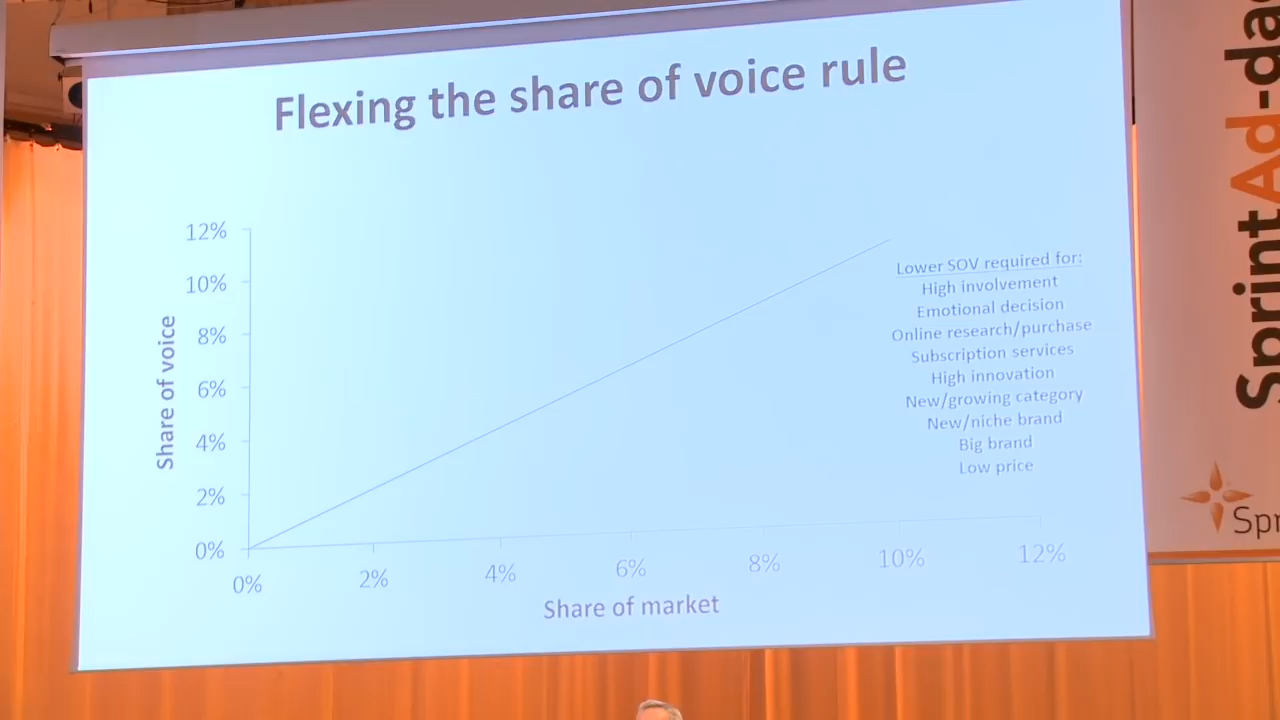 Flexing the share of voice rule
12%
10%
8%
6%
4%
2%
0%
Share of voice
0%
2%
4%
6%
8%
10%
12%
Share of market
Lower SOV required for:
High involvement
Emotional decision
Online research/purchase
Subscription services
High innovation
New/growing category
New/niche brand
Big brand
Low price
SprintAd-da
Spr